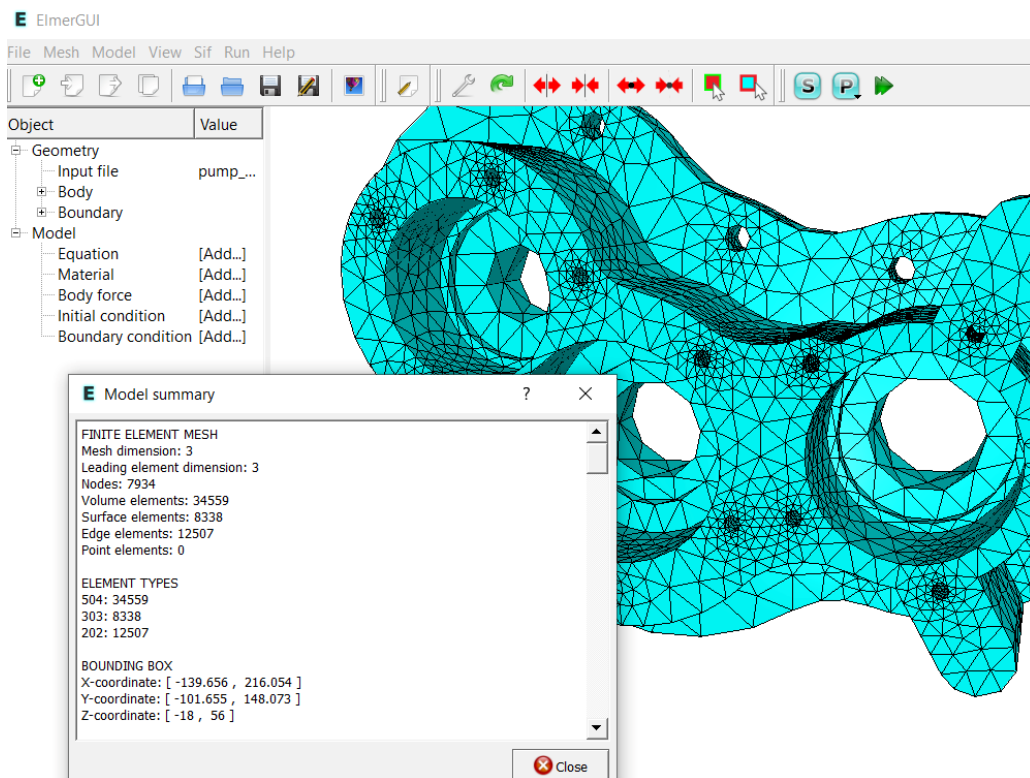 E ElmerGUI
File Mesh Model View Sif Run Help
S P
Object Value
Geometry
Input file pump_...
Body
Boundary
Model
Equation [Add...]
Material [Add...]
Body force [Add...]
Initial condition [Add...]
Boundary condition [Add...]
E Model summary ?
FINITE ELEMENT MESH
Mesh dimension: 3
Leading element dimension: 3
Nodes: 7934
Volume elements: 34559
Surface elements: 8338
Edge elements: 12507
Point elements: 0
ELEMENT TYPES
504: 34559
303: 8338
202: 12507
BOUNDING BOX
X-coordinate: [ -139.656 , 216.054 ]
Y-coordinate: [ -101.655 , 148.073 ]
Z-coordinate: [ -18 , 56 ]
Close